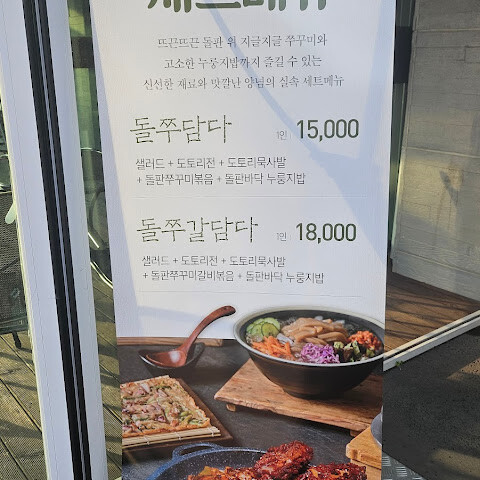 세트메뉴
뜨끈뜨끈 돌판 위 지글지글 쭈꾸미와
고소한 누룽지밥까지 즐길 수 있는
신선한 재료와 맛깔난 양념의 실속 세트메뉴
돌쭈담다 1인 15,000
샐러드 + 도토리전 + 도토리묵사발
+ 돌판쭈꾸미볶음 + 돌판바닥 누룽지밥
돌쭈갈담다 1인 18,000
샐러드 + 도토리전 + 도토리묵사발
+ 돌판쭈꾸미갈비볶음 + 돌판바닥 누룽지밥